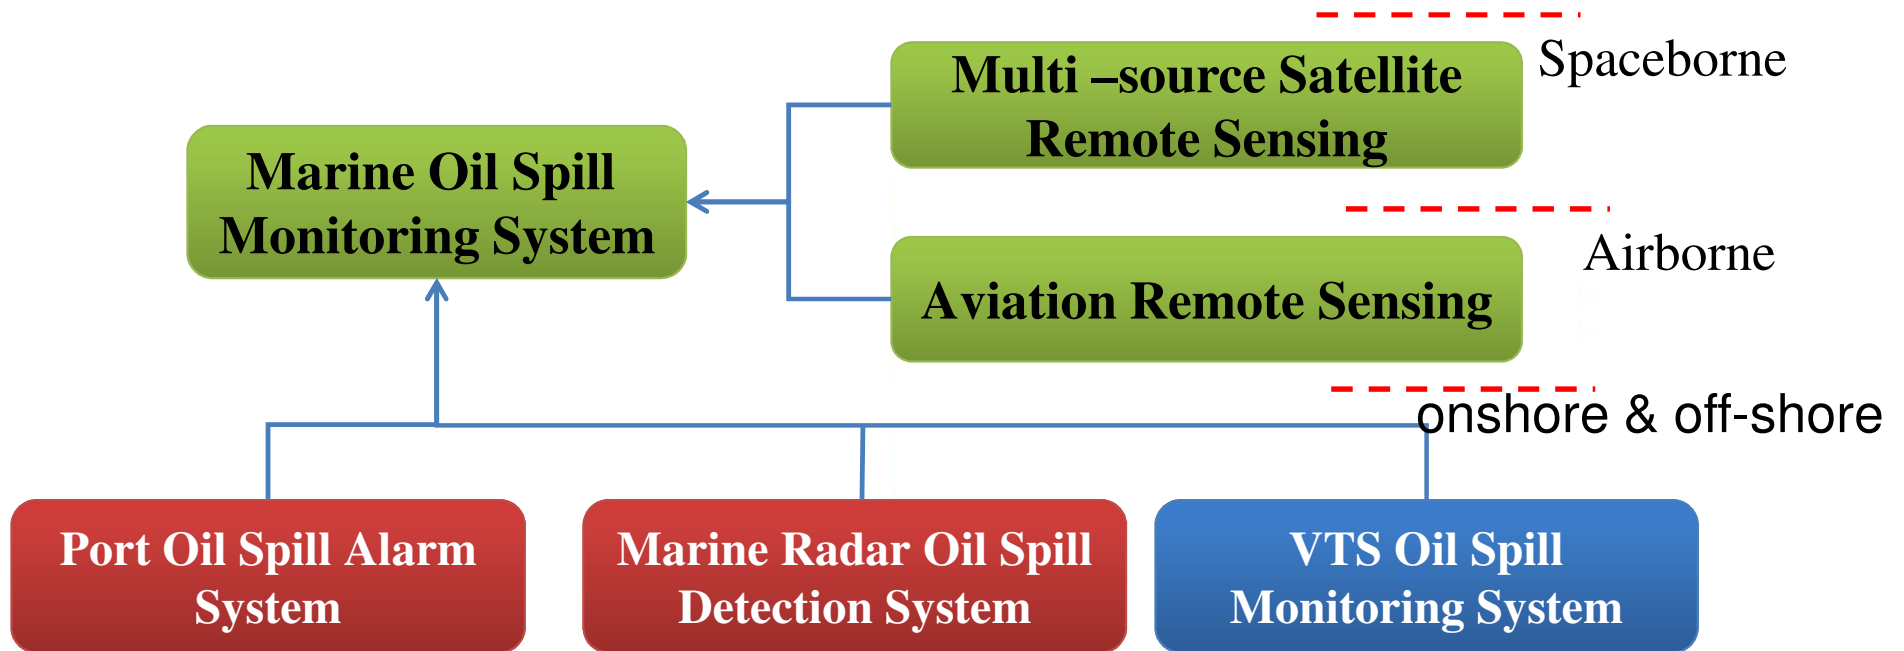 Spaceborne
Multi –source Satellite
Remote Sensing
Marine Oil Spill
Monitoring System
Airborne
Aviation Remote Sensing
onshore & off-shore
Port Oil Spill Alarm
System
Marine Radar Oil Spill
Detection System
VTS Oil Spill
Monitoring System